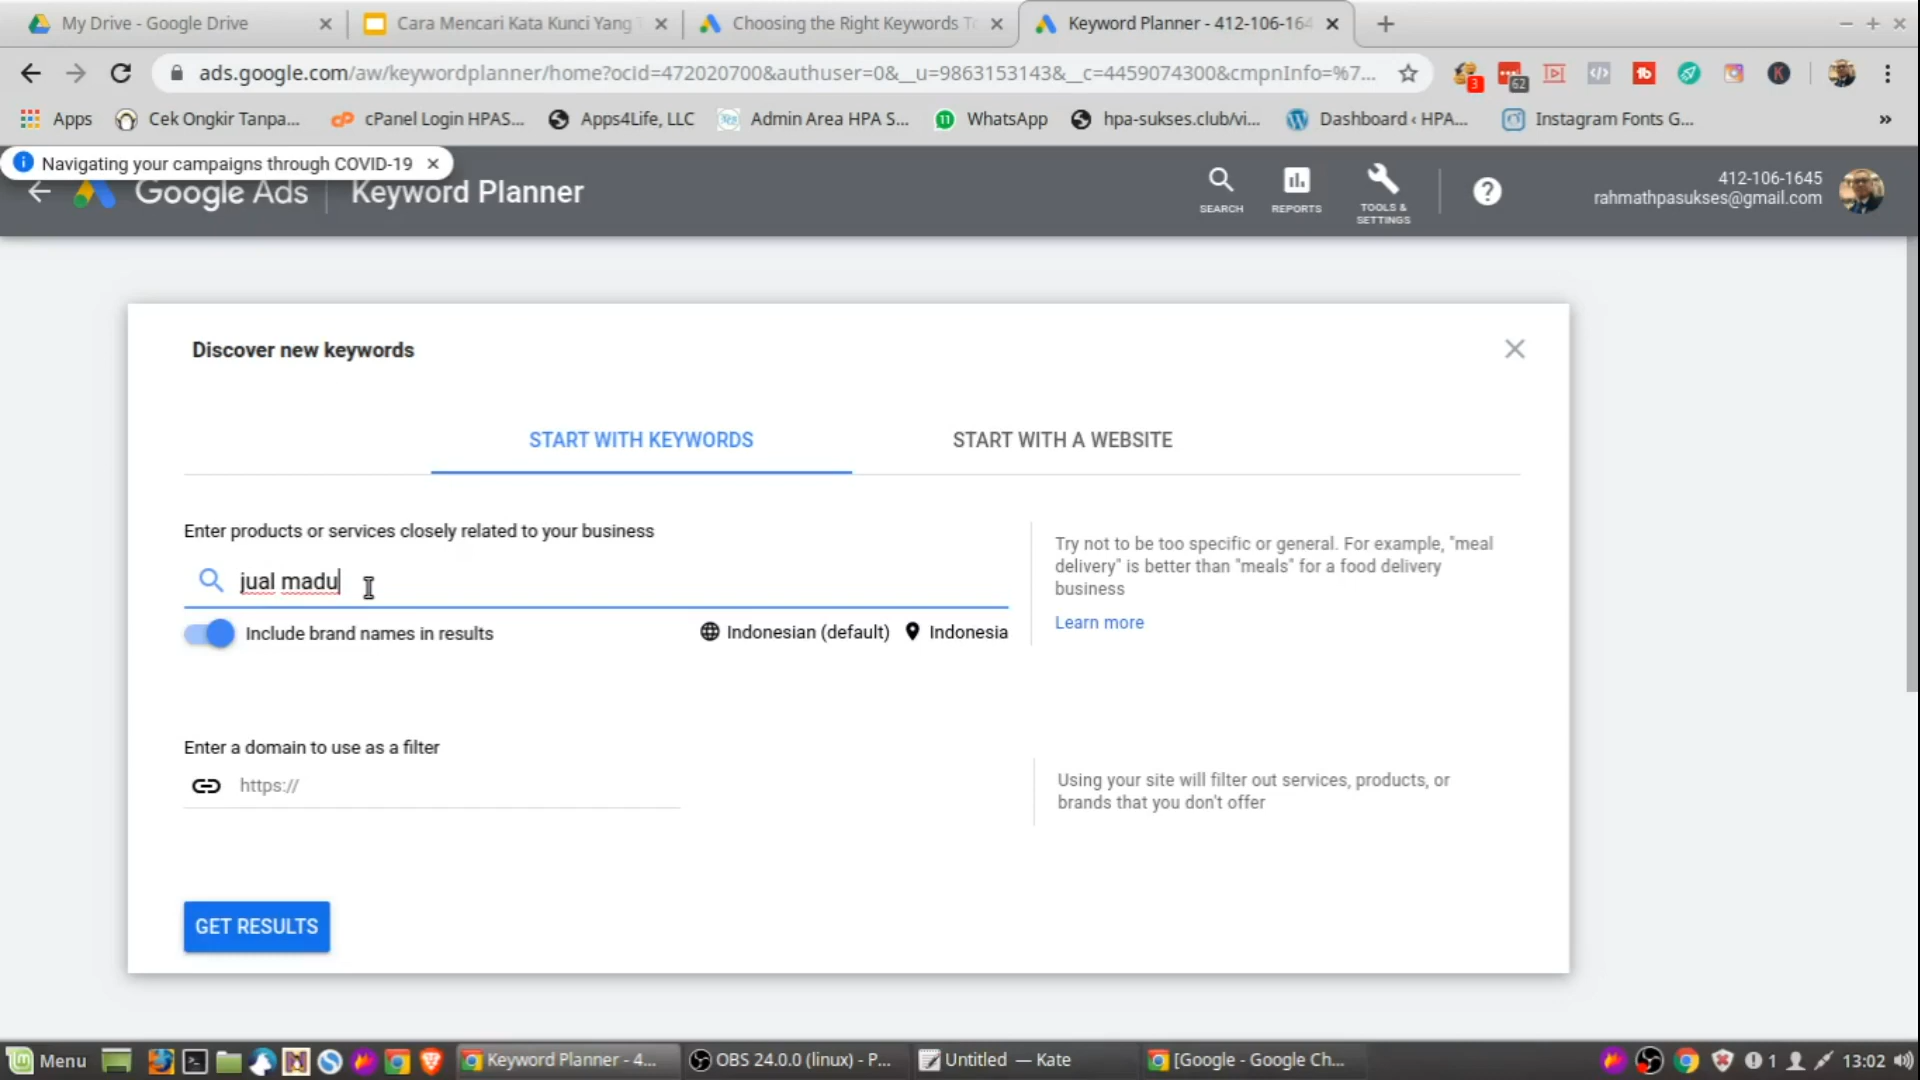 My Drive - Google Drive
Cara Mencari Kata Kunci Yang
Choosing the Right Keywords T
Keyword Planner - 412-106-164
ads.google.com/aw/keywordplanner/home?ocid=472020700&authuser=0&__u=9863153143&__c=4459074300&cmpnInfo=%7...
3
62
Apps
Cek Ongkir Tanpa...
cPanel Login HPAS...
Apps4Life, LLC
Admin Area HPA S...
11
WhatsApp
hpa-sukses.club/vi...
Dashboard ‹ HPA...
Instagram Fonts G...
»
Navigating your campaigns through COVID-19
Google Ads
Keyword Planner
SEARCH
REPORTS
TOOLS &
SETTINGS
412-106-1645
rahmathpasukses@gmail.com
Discover new keywords
START WITH KEYWORDS
START WITH A WEBSITE
Enter products or services closely related to your business
jual madu
Include brand names in results
Indonesian (default)
Indonesia
Try not to be too specific or general. For example, "meal
delivery" is better than "meals" for a food delivery
business
Learn more
Enter a domain to use as a filter
https://
Using your site will filter out services, products, or
brands that you don't offer
GET RESULTS
Menu
Keyword Planner - 4...
OBS 24.0.0 (linux) - P...
Untitled — Kate
[Google - Google Ch...
1
13:02